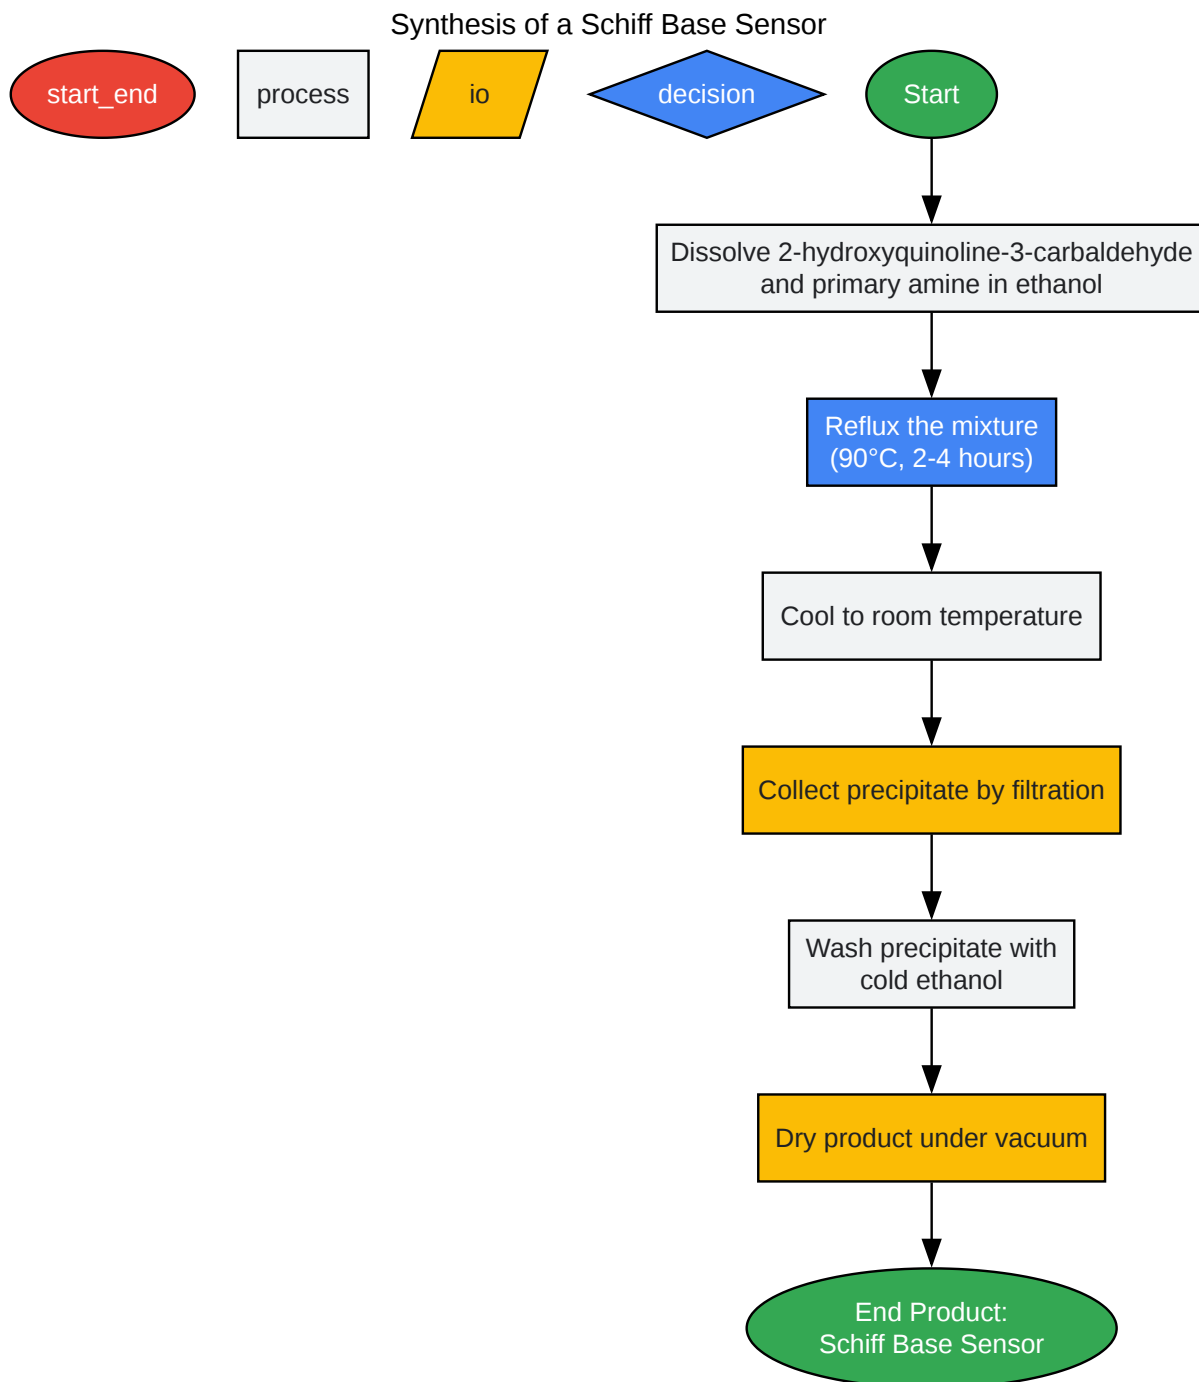 Synthesis of a Schiff Base Sensor
start_end
process
io
decision
Start
Dissolve 2-hydroxyquinoline-3-carbaldehyde
and primary amine in ethanol
Reflux the mixture
(90°C, 2-4 hours)
Cool to room temperature
Collect precipitate by filtration
Wash precipitate with
cold ethanol
Dry product under vacuum
End Product:
Schiff Base Sensor